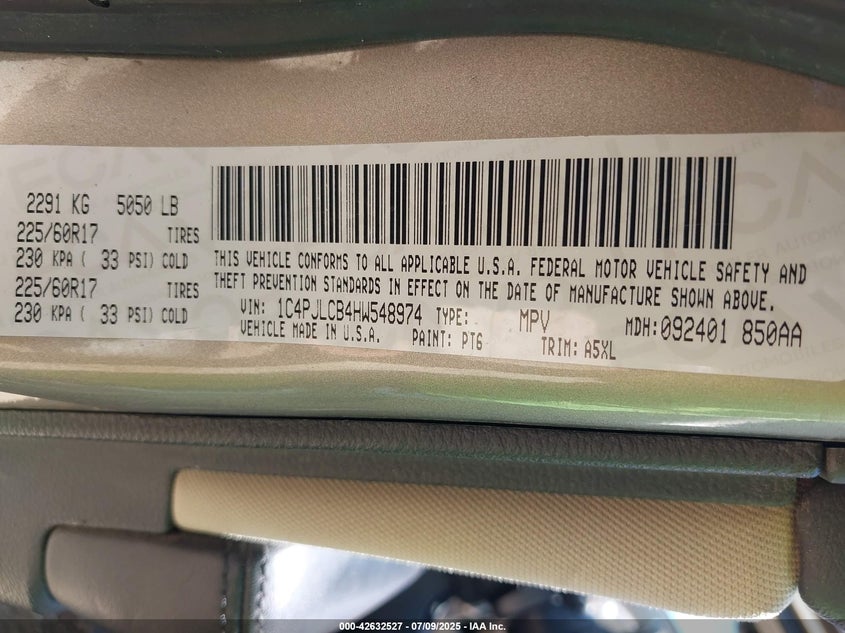 2291 KG 5050 LB
225/60R17 TIRES
230 KPA ( 33 PSI) COLD
225/60R17 TIRES
230 KPA ( 33 PSI) COLD
THIS VEHICLE CONFORMS TO ALL APPLICABLE U.S.A. FEDERAL MOTOR VEHICLE SAFETY AND
THEFT PREVENTION STANDARDS IN EFFECT ON THE DATE OF MANUFACTURE SHOWN ABOVE.
VIN: 1C4PJLCB4HW548974 TYPE: MPV MDH:092401 850AA
VEHICLE MADE IN U.S.A. PAINT: PT6 TRIM: A5XL
000-42632527 / 07/09/2025 - IAA Inc.